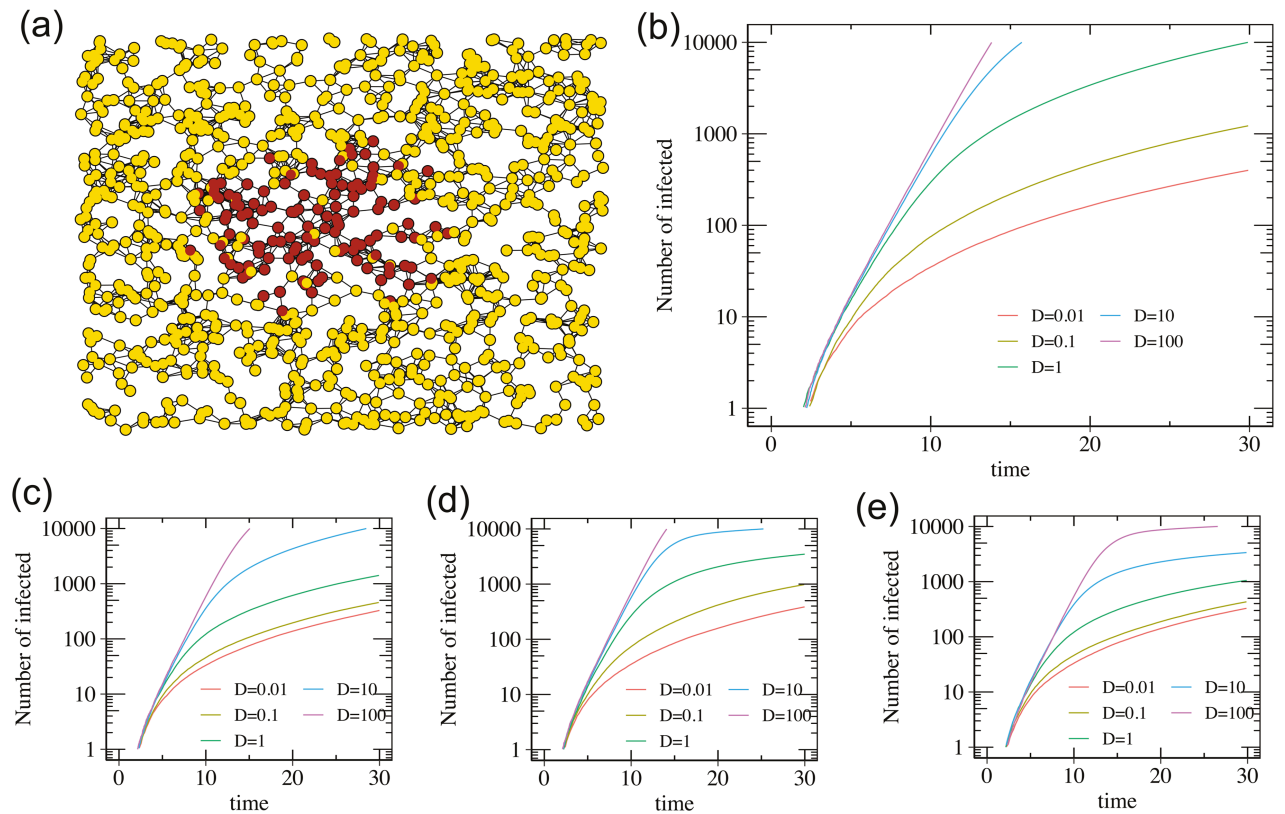 (a)
(b)
10000
1000
100
10
1
Number of infected
D=0.01
D=0.1
D=1
D=10
D=100
0
10
20
30
time
(c)
10000
1000
100
10
1
Number of infected
D=0.01
D=0.1
D=1
D=10
D=100
0
10
20
30
time
(d)
10000
1000
100
10
1
Number of infected
D=0.01
D=0.1
D=1
D=10
D=100
0
10
20
30
time
(e)
10000
1000
100
10
1
Number of infected
D=0.01
D=0.1
D=1
D=10
D=100
0
10
20
30
time